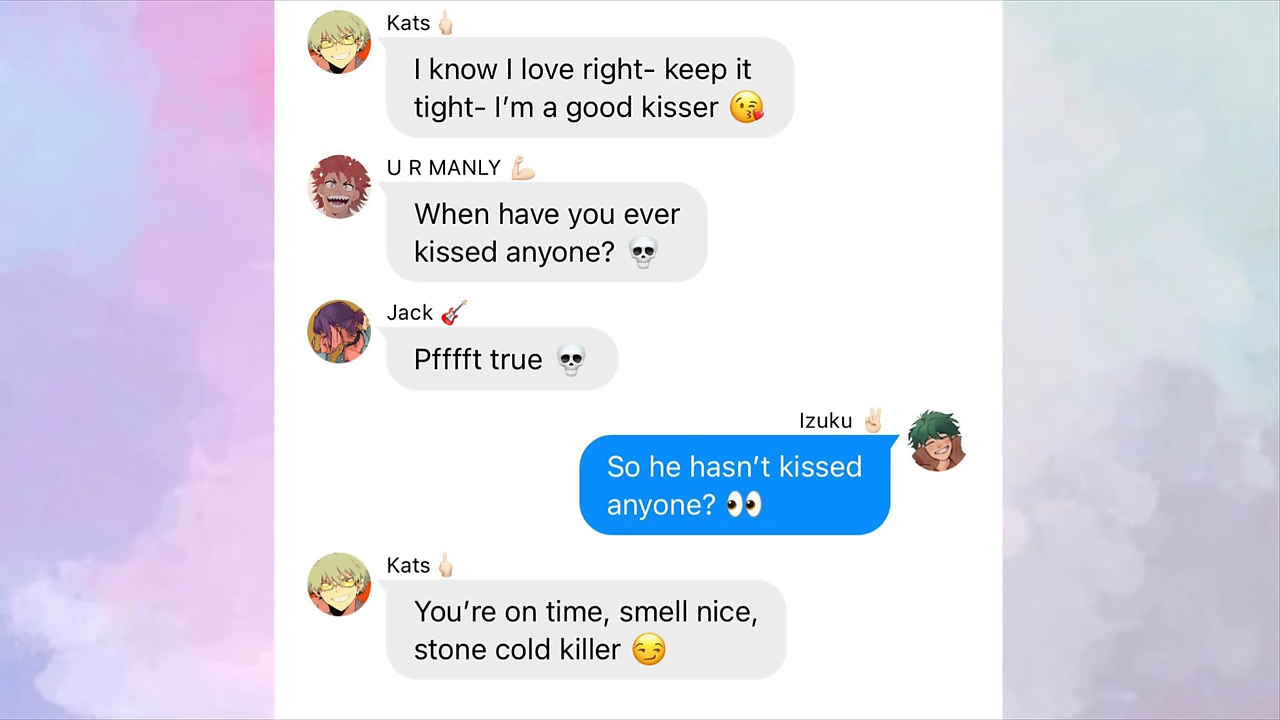 Kats🖕🏻
I know I love right- keep it
tight- I’m a good kisser 😘
U R MANLY 💪🏻
When have you ever
kissed anyone? 💀
Jack 🎸
Pfffft true 💀
Izuku ✌🏻
So he hasn’t kissed
anyone? 👀
Kats🖕🏻
You’re on time, smell nice,
stone cold killer 😏